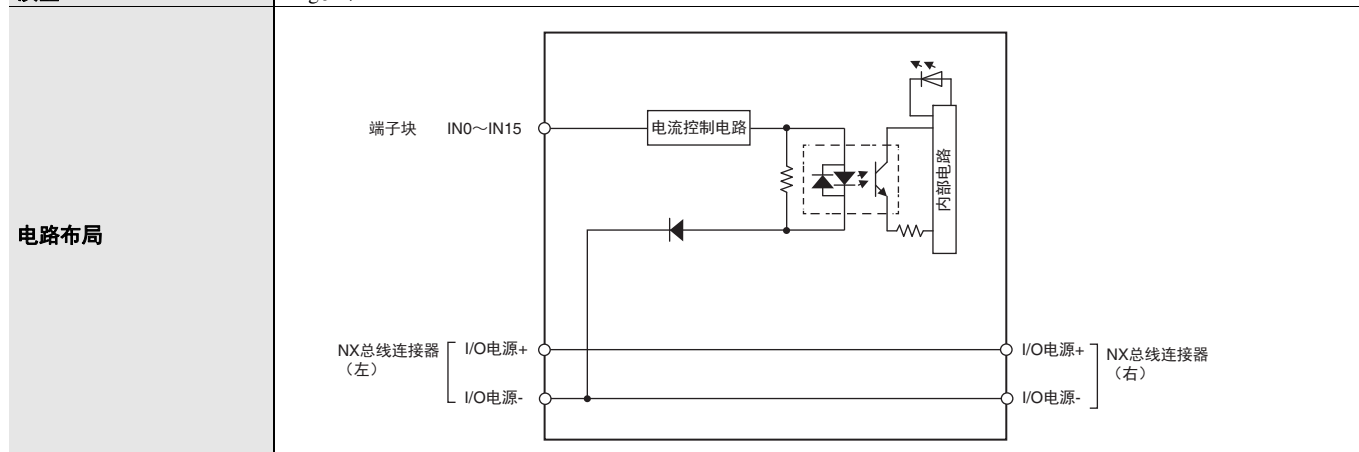 电路布局
端子块 IN0～IN15
电流控制电路
内部电路
NX总线连接器
（左）
I/O电源+
I/O电源-
I/O电源+
I/O电源-
NX总线连接器
（右）